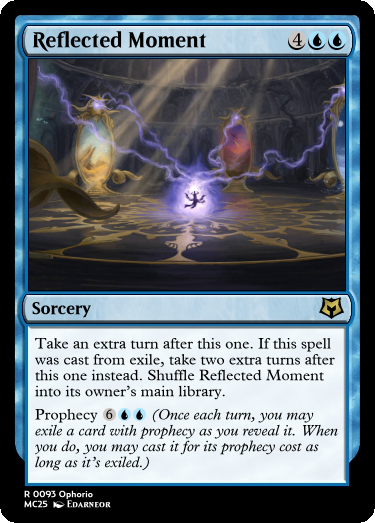 Reflected Moment 4
Sorcery
Take an extra turn after this one. If this spell
was cast from exile, take two extra turns after
this one instead. Shuffle Reflected Moment
into its owner's main library.
Prophecy 6 (Once each turn, you may
exile a card with prophecy as you reveal it. When
you do, you may cast it for its prophecy cost as
long as it's exiled.)
R 0093 Ophorio
MC25 Edarneor